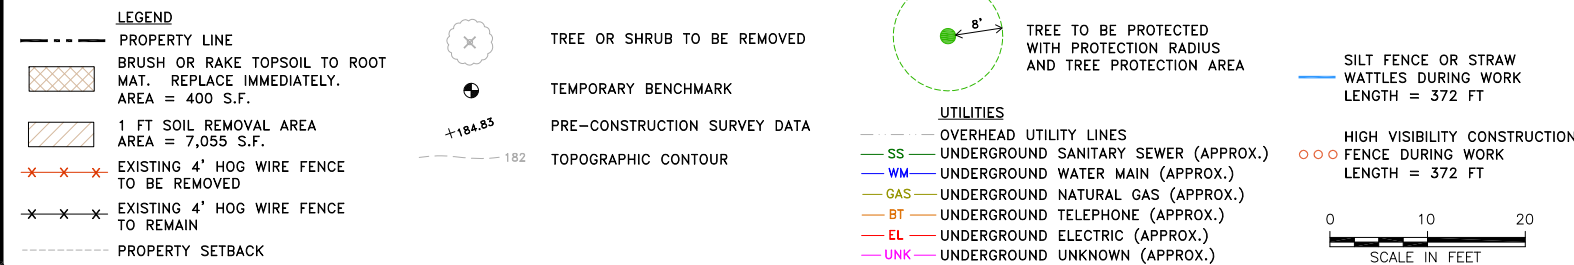 LEGEND
PROPERTY LINE
BRUSH OR RAKE TOPSOIL TO ROOT
MAT. REPLACE IMMEDIATELY.
AREA = 400 S.F.
1 FT SOIL REMOVAL AREA
AREA = 7,055 S.F.
X X X EXISTING 4' HOG WIRE FENCE
TO BE REMOVED
X X X EXISTING 4' HOG WIRE FENCE
TO REMAIN
PROPERTY SETBACK
TREE OR SHRUB TO BE REMOVED
TEMPORARY BENCHMARK
+184.83 PRE-CONSTRUCTION SURVEY DATA
182 TOPOGRAPHIC CONTOUR
8'
TREE TO BE PROTECTED
WITH PROTECTION RADIUS
AND TREE PROTECTION AREA
UTILITIES
OVERHEAD UTILITY LINES
SS UNDERGROUND SANITARY SEWER (APPROX.)
WM UNDERGROUND WATER MAIN (APPROX.)
GAS UNDERGROUND NATURAL GAS (APPROX.)
BT UNDERGROUND TELEPHONE (APPROX.)
EL UNDERGROUND ELECTRIC (APPROX.)
UNK UNDERGROUND UNKNOWN (APPROX.)
SILT FENCE OR STRAW
WATTLES DURING WORK
LENGTH = 372 FT
HIGH VISIBILITY CONSTRUCTION
FENCE DURING WORK
LENGTH = 372 FT
0 10 20
SCALE IN FEET